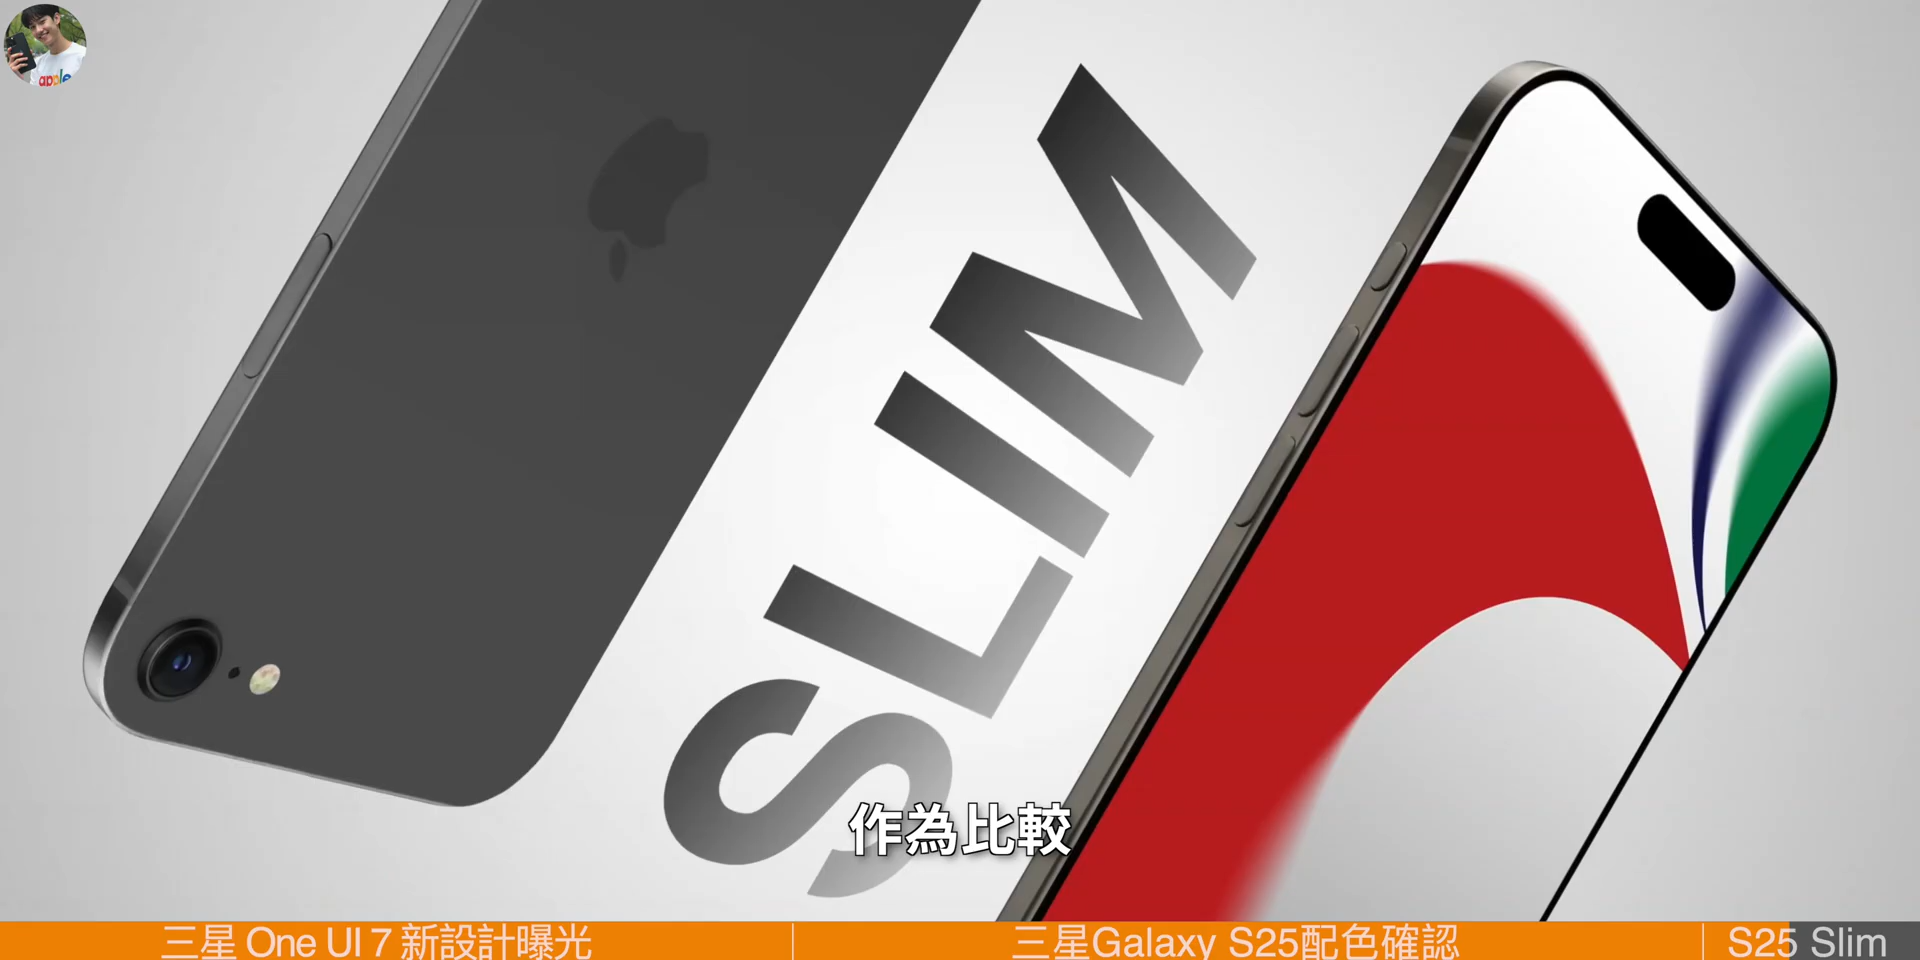 apple
SLIM
作為比較
三星 One UI 7 新設計曝光
三星Galaxy S25配色確認
S25 Slim